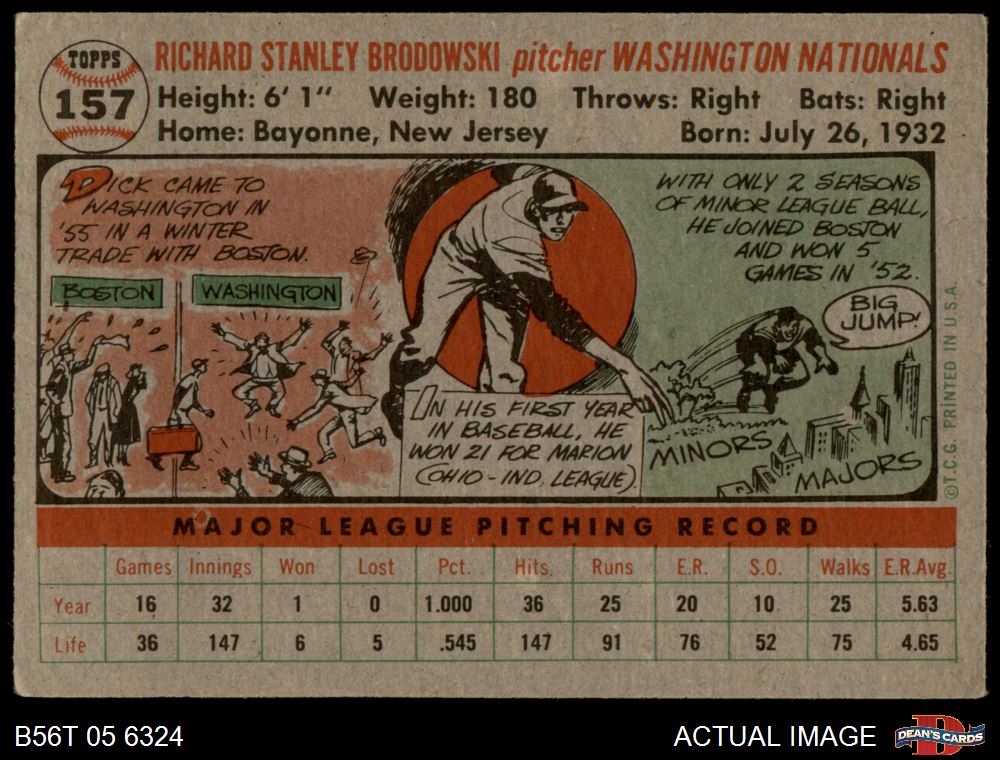 TOPPS
157
RICHARD STANLEY BRODOWSKI pitcher WASHINGTON NATIONALS
Height: 6' 1" Weight: 180 Throws: Right Bats: Right
Home: Bayonne, New Jersey Born: July 26, 1932
DICK CAME TO
WASHINGTON IN
'55 IN A WINTER
TRADE WITH BOSTON.
BOSTON WASHINGTON
IN HIS FIRST YEAR
IN BASEBALL, HE
WON 21 FOR MARION
(OHIO - IND. LEAGUE).
WITH ONLY 2 SEASONS
OF MINOR LEAGUE BALL,
HE JOINED BOSTON
AND WON 5
GAMES IN '52.
BIG
JUMP!
MINORS
MAJORS
©T.C.G. PRINTED IN U.S.A.
MAJOR LEAGUE PITCHING RECORD
Games Innings Won Lost Pct. Hits Runs E.R. S.O. Walks E.R.Avg.
Year 16 32 1 0 1.000 36 25 20 10 25 5.63
Life 36 147 6 5 .545 147 91 76 52 75 4.65
B56T 05 6324 ACTUAL IMAGE
D
DEAN'S CARDS